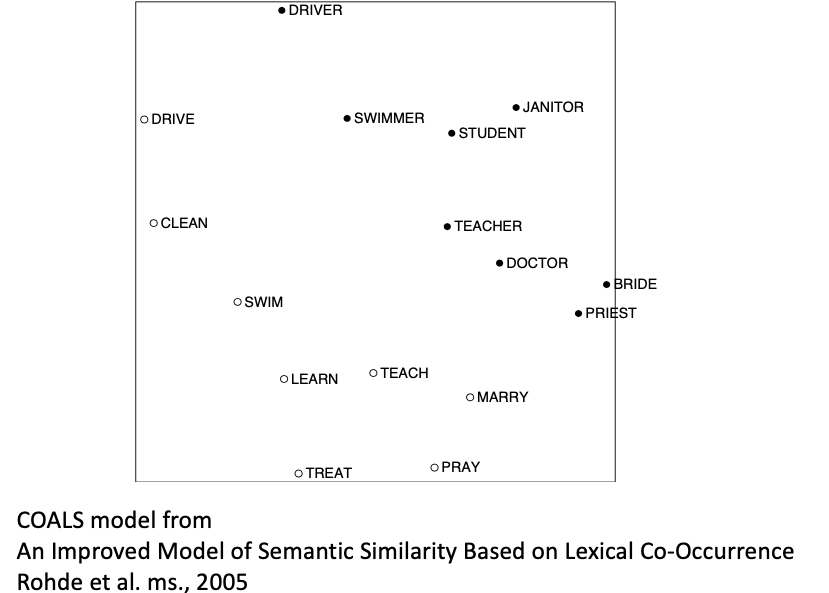 DRIVER
JANITOR
DRIVE
SWIMMER
STUDENT
CLEAN
TEACHER
DOCTOR
BRIDE
SWIM
PRIEST
LEARN
TEACH
MARRY
TREAT
PRAY
COALS model from
An Improved Model of Semantic Similarity Based on Lexical Co-Occurrence
Rohde et al. ms., 2005